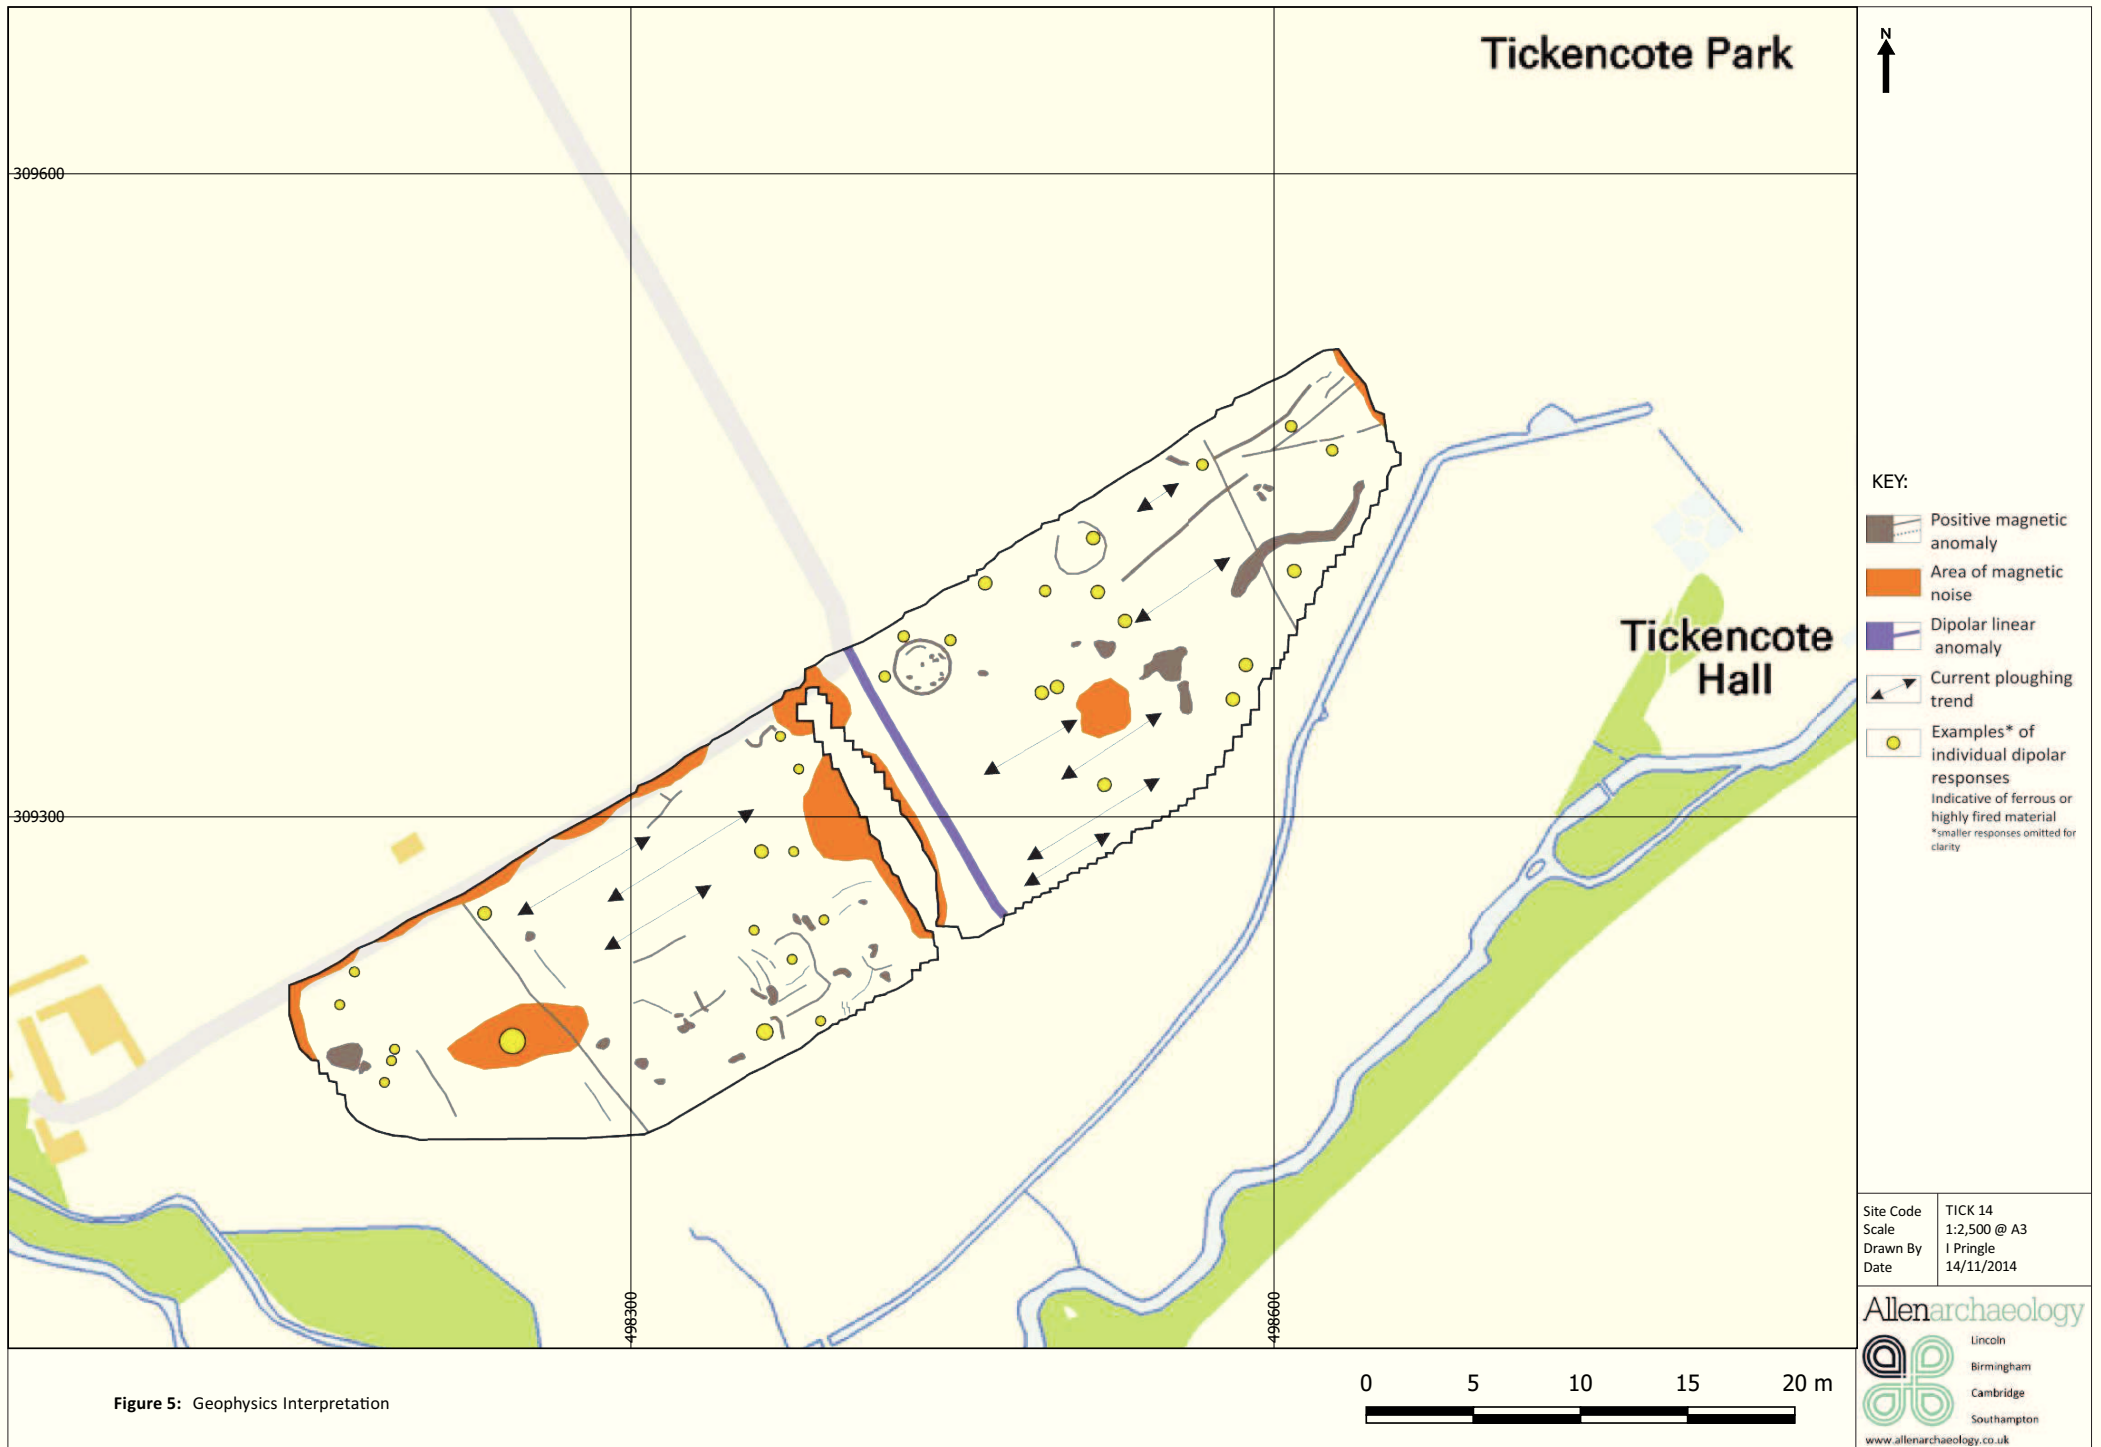 Tickencote Park
N
309600
KEY:
Positive magnetic
anomaly
Area of magnetic
noise
Dipolar linear
anomaly
Current ploughing
trend
Examples* of
individual dipolar
responses
Indicative of ferrous or
highly fired material
*smaller responses omitted for
clarity
Tickencote
Hall
309300
498300
498600
Site Code TICK 14
Scale 1:2,500 @ A3
Drawn By I Pringle
Date 14/11/2014
Allenarchaeology
Lincoln
Birmingham
Cambridge
Southampton
www.allenarchaeology.co.uk
0 5 10 15 20 m
Figure 5: Geophysics Interpretation